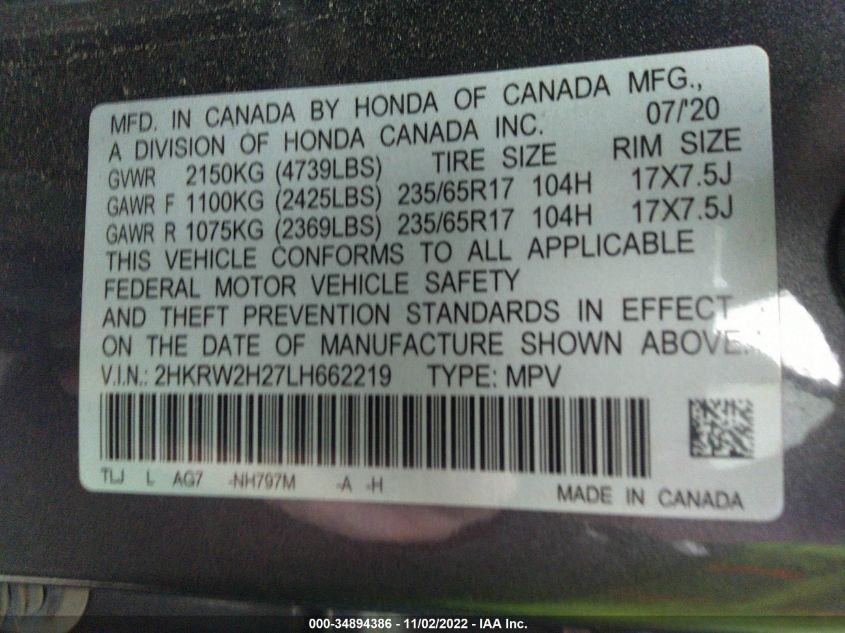 MFD. IN CANADA BY HONDA OF CANADA MFG.,
A DIVISION OF HONDA CANADA INC. 07/'20
GVWR 2150KG (4739LBS) TIRE SIZE RIM SIZE
GAWR F 1100KG (2425LBS) 235/65R17 104H 17X7.5J
GAWR R 1075KG (2369LBS) 235/65R17 104H 17X7.5J
THIS VEHICLE CONFORMS TO ALL APPLICABLE
FEDERAL MOTOR VEHICLE SAFETY
AND THEFT PREVENTION STANDARDS IN EFFECT
ON THE DATE OF MANUFACTURE SHOWN ABOVE.
V.I.N.: 2HKRW2H27LH662219 TYPE: MPV
TLJ L AG7 -NH797M -A -H
MADE IN CANADA
000-34894386 - 11/02/2022 - IAA Inc.